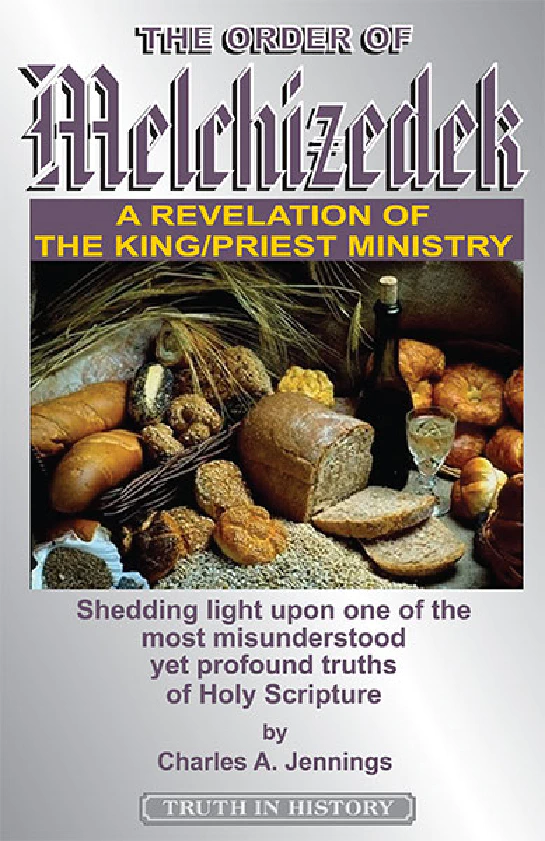 THE ORDER OF
Melchizedek
A REVELATION OF
THE KING/PRIEST MINISTRY
Shedding light upon one of the
most misunderstood
yet profound truths
of Holy Scripture
by
Charles A. Jennings
TRUTH IN HISTORY